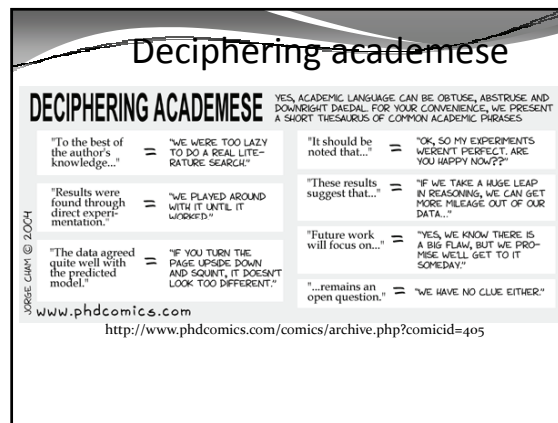 Deciphering academese
DECIPHERING ACADEMESE
YES, ACADEMIC LANGUAGE CAN BE OBTUSE, ABSTRUSE AND
DOWNRIGHT DAEDAL. FOR YOUR CONVENIENCE, WE PRESENT
A SHORT THESAURUS OF COMMON ACADEMIC PHRASES
"To the best of
the author's
knowledge..."
=
"WE WERE TOO LAZY
TO DO A REAL LITE-
RATURE SEARCH."
"Results were
found through
direct experi-
mentation."
=
"WE PLAYED AROUND
WITH IT UNTIL IT
WORKED."
"The data agreed
quite well with
the predicted
model."
=
"IF YOU TURN THE
PAGE UPSIDE DOWN
AND SQUINT, IT DOESN'T
LOOK TOO DIFFERENT."
"It should be
noted that..."
=
"OK, SO MY EXPERIMENTS
WEREN'T PERFECT. ARE
YOU HAPPY NOW??"
"These results
suggest that..."
=
"IF WE TAKE A HUGE LEAP
IN REASONING, WE CAN GET
MORE MILEAGE OUT OF OUR
DATA..."
"Future work
will focus on..."
=
"YES, WE KNOW THERE IS
A BIG FLAW, BUT WE PRO-
MISE WE'LL GET TO IT
SOMEDAY."
"...remains an
open question."
=
"WE HAVE NO CLUE EITHER."
JORGE CHAM © 2004
www.phdcomics.com
http://www.phdcomics.com/comics/archive.php?comicid=405